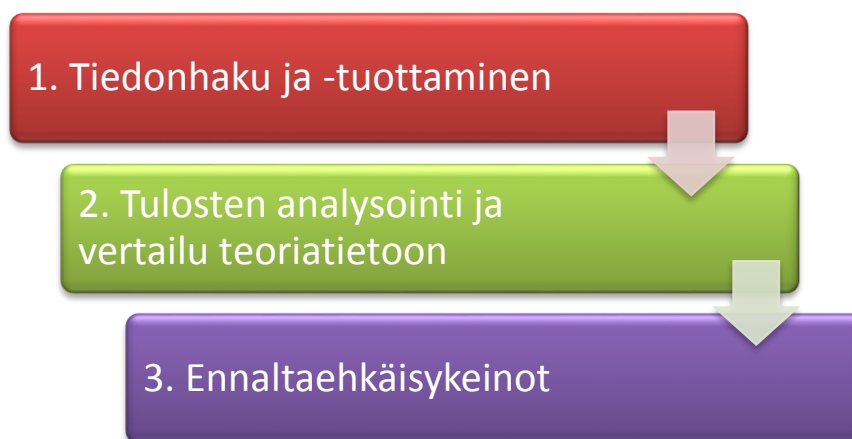 1. Tiedonhaku ja -tuottaminen
2. Tulosten analysointi ja
vertailu teoriatietoon
3. Ennaltaehkäisykeinot